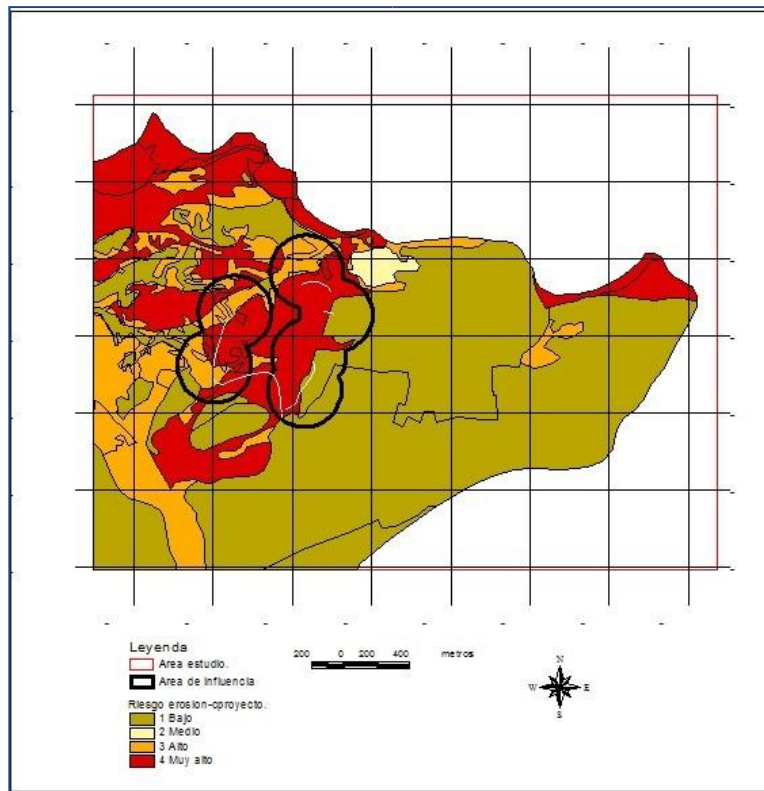 Leyenda
Area estudio.
Area de influencia
Riesgo erosion-cproyecto.
1 Bajo
2 Medio
3 Alto
4 Muy alto
200 0 200 400 metros
N
W E
S